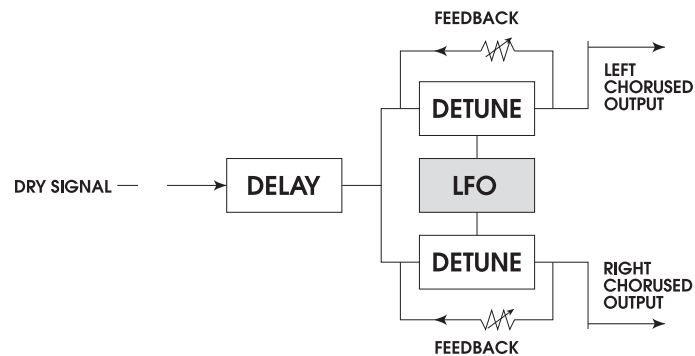 FEEDBACK
LEFT
CHORUSED
OUTPUT
DETUNE
DRY SIGNAL
DELAY
LFO
DETUNE
RIGHT
CHORUSED
OUTPUT
FEEDBACK